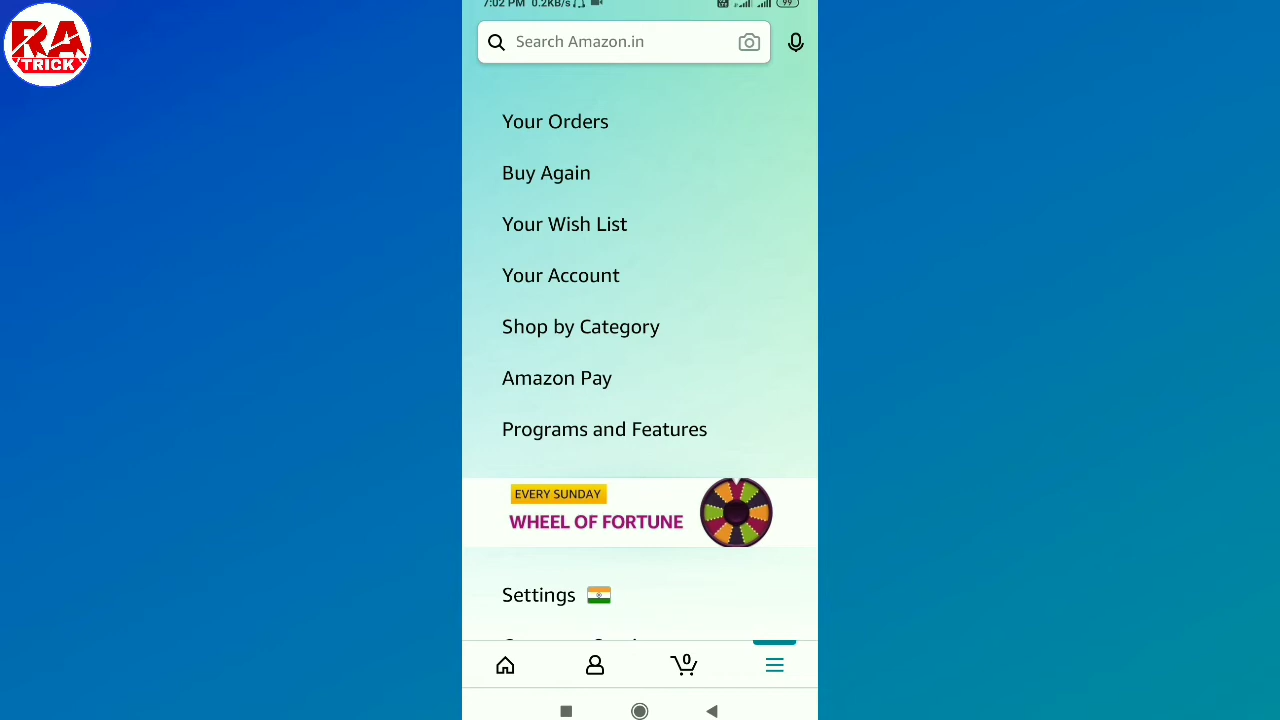 RA
TRICK
7:02 PM 0.2KB/s
99
Search Amazon.in
Your Orders
Buy Again
Your Wish List
Your Account
Shop by Category
Amazon Pay
Programs and Features
EVERY SUNDAY
WHEEL OF FORTUNE
Settings
0